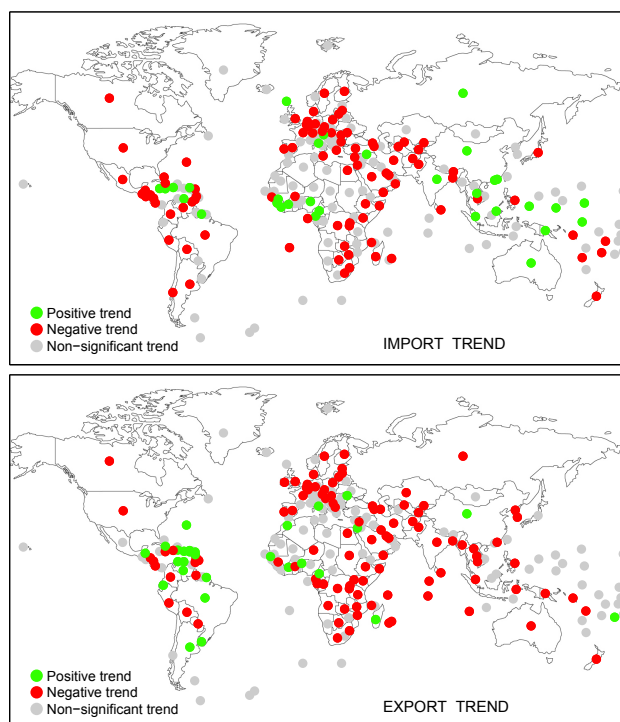 Positive trend
Negative trend
Non−significant trend
IMPORT TREND
Positive trend
Negative trend
Non−significant trend
EXPORT TREND